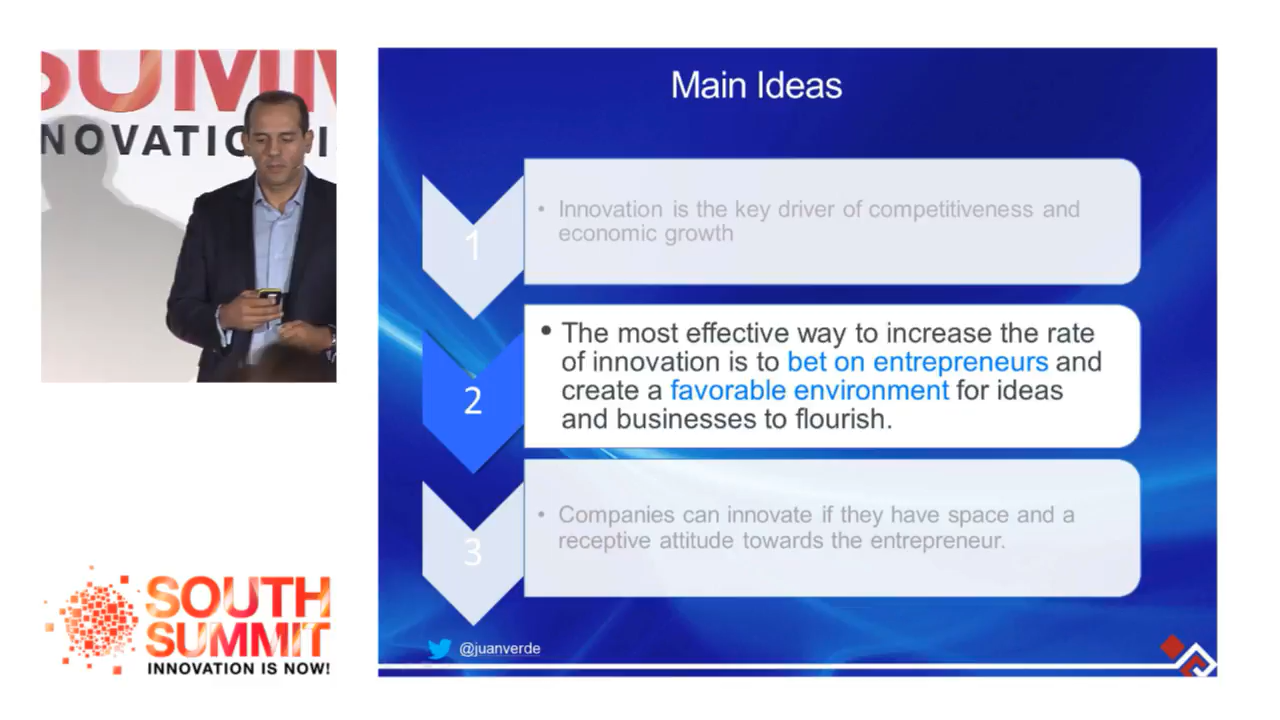 SUMM
NOVATION IS
Main Ideas
1
• Innovation is the key driver of competitiveness and
economic growth
2
• The most effective way to increase the rate
of innovation is to bet on entrepreneurs and
create a favorable environment for ideas
and businesses to flourish.
3
• Companies can innovate if they have space and a
receptive attitude towards the entrepreneur.
@juanverde
SOUTH
SUMMIT
INNOVATION IS NOW!